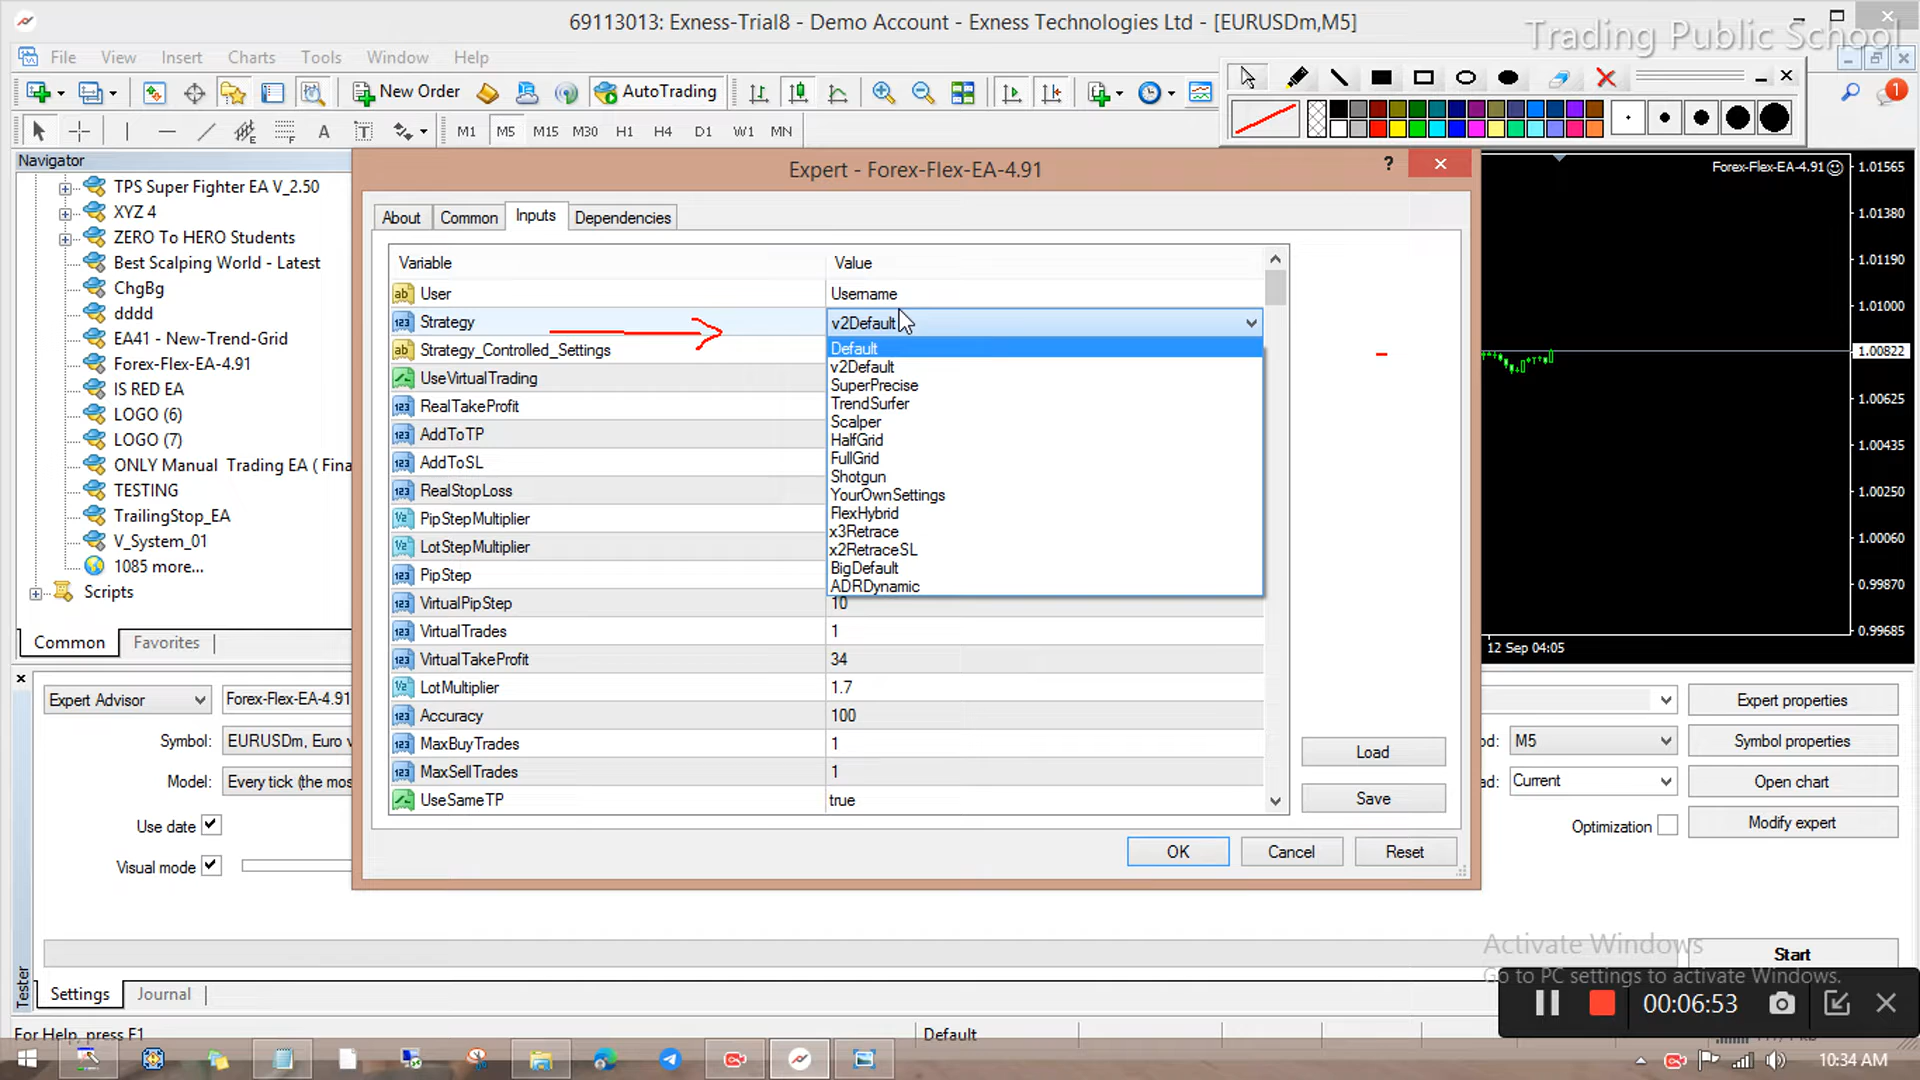 69113013: Exness-Trial8 - Demo Account - Exness Technologies Ltd - [EURUSDm,M5]
Trading Public School
File View Insert Charts Tools Window Help
New Order AutoTrading
1
A T M1 M5 M15 M30 H1 H4 D1 W1 MN
Navigator
TPS Super Fighter EA V_2.50
XYZ 4
ZERO To HERO Students
Best Scalping World - Latest
ChgBg
dddd
EA41 - New-Trend-Grid
Forex-Flex-EA-4.91
IS RED EA
LOGO (6)
LOGO (7)
ONLY Manual Trading EA ( Fina
TESTING
TrailingStop_EA
V_System_01
1085 more...
Scripts
Common Favorites
Expert - Forex-Flex-EA-4.91
?
About Common Inputs Dependencies
Variable Value
User Username
Strategy v2Default
Strategy_Controlled_Settings
UseVirtualTrading
RealTakeProfit
AddToTP
AddToSL
RealStopLoss
PipStepMultiplier
LotStepMultiplier
PipStep
Default
v2Default
SuperPrecise
TrendSurfer
Scalper
HalfGrid
FullGrid
Shotgun
YourOwnSettings
FlexHybrid
x3Retrace
x2RetraceSL
BigDefault
ADRDynamic
VirtualPipStep 10
VirtualTrades 1
VirtualTakeProfit 34
LotMultiplier 1.7
Accuracy 100
MaxBuyTrades 1
MaxSellTrades 1
UseSameTP true
Load
Save
OK Cancel Reset
Forex-Flex-EA-4.91
1.01565
1.01380
1.01190
1.01000
1.00822
1.00625
1.00435
1.00250
1.00060
0.99870
0.99685
12 Sep 04:05
Expert Advisor Forex-Flex-EA-4.91
Symbol: EURUSDm, Euro v
Model: Every tick (the mos
Use date
Visual mode
Expert properties
od: M5 Symbol properties
ad: Current Open chart
Optimization Modify expert
Start
Tester
Settings Journal
Activate Windows
Go to PC settings to activate Windows.
00:06:53
For Help, press F1 Default
10:34 AM